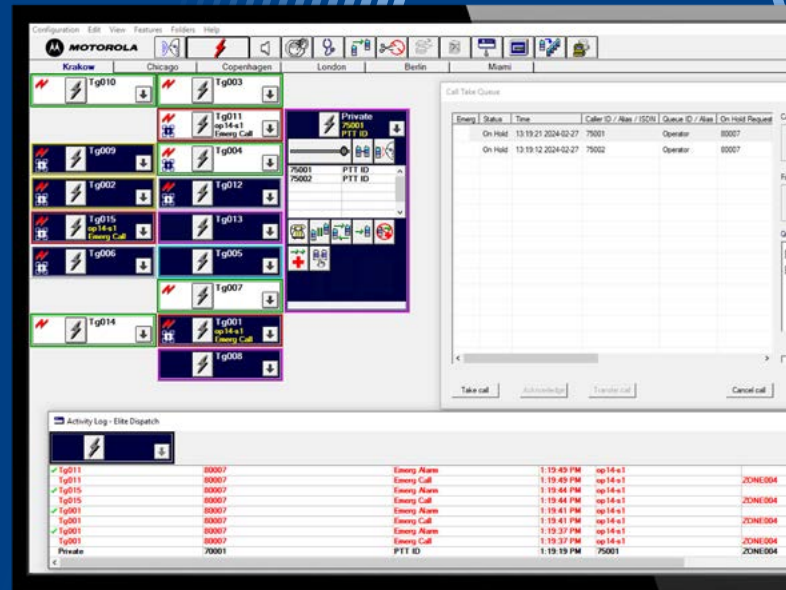 Configuration Edit View Features Folders Help
MOTOROLA
Krakow Chicago Copenhagen London Berlin Miami
Tg010 Tg003
Tg011
op14-s1
Emerg Call
Tg009 Tg004
Tg002 Tg012
Tg015
op14-s1
Emerg Call
Tg013
Tg006 Tg005
Tg007
Tg014 Tg001
op14-s1
Emerg Call
Tg008
Private
75001
PTT ID
75001 PTT ID
75002 PTT ID
Call Take Queue
Emerg Status Time Caller ID / Alias / ISDN Queue ID / Alias On Hold Request
On Hold 13:19:21 2024-02-27 75001 Operator 80007
On Hold 13:19:12 2024-02-27 75002 Operator 80007
Take call Acknowledge Transfer call Cancel call
Activity Log - Elite Dispatch
Tg011 80007 Emerg Alarm 1:19:49 PM op14-s1
Tg011 80007 Emerg Call 1:19:49 PM op14-s1 ZONE004
Tg015 80007 Emerg Alarm 1:19:44 PM op14-s1
Tg015 80007 Emerg Call 1:19:44 PM op14-s1 ZONE004
Tg001 80007 Emerg Alarm 1:19:41 PM op14-s1
Tg001 80007 Emerg Call 1:19:41 PM op14-s1 ZONE004
Tg001 80007 Emerg Alarm 1:19:37 PM op14-s1
Tg001 80007 Emerg Call 1:19:37 PM op14-s1 ZONE004
Private 70001 PTT ID 1:19:19 PM 75001 ZONE004